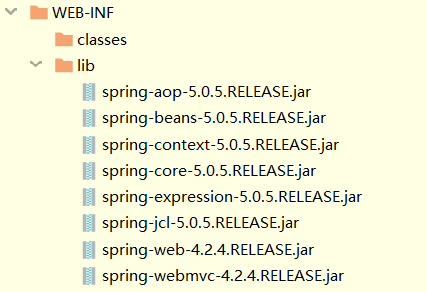 WEB-INF
classes
lib
spring-aop-5.0.5.RELEASE.jar
spring-beans-5.0.5.RELEASE.jar
spring-context-5.0.5.RELEASE.jar
spring-core-5.0.5.RELEASE.jar
spring-expression-5.0.5.RELEASE.jar
spring-jcl-5.0.5.RELEASE.jar
spring-web-4.2.4.RELEASE.jar
spring-webmvc-4.2.4.RELEASE.jar